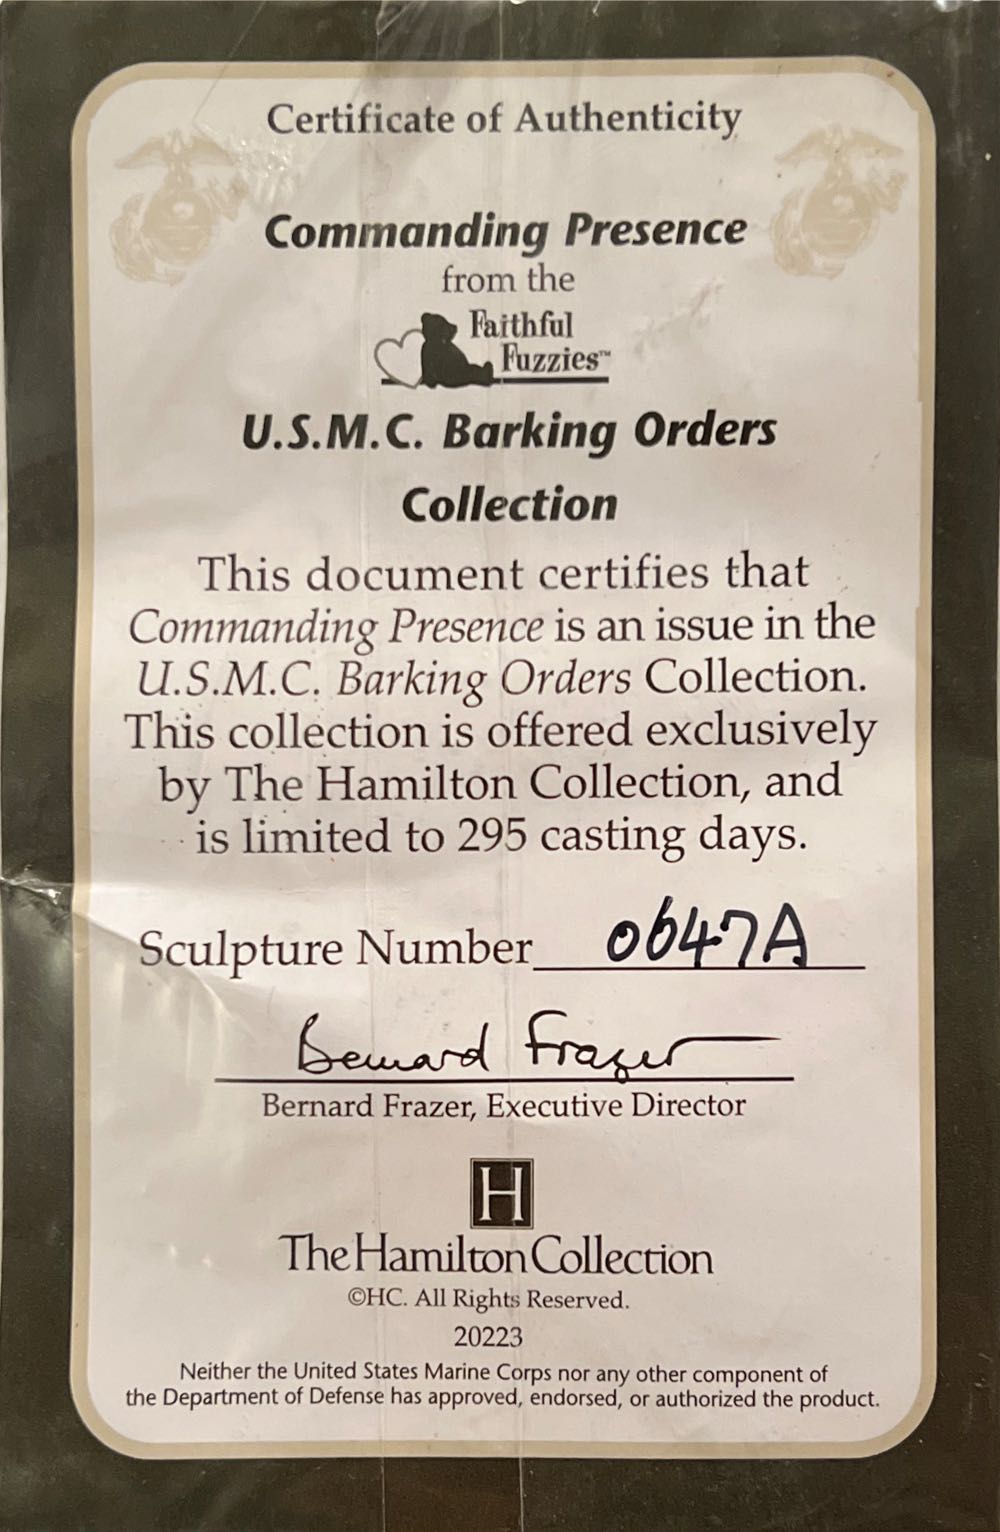 Certificate of Authenticity
Commanding Presence
from the
Faithful
Fuzzies™
U.S.M.C. Barking Orders
Collection
This document certifies that
Commanding Presence is an issue in the
U.S.M.C. Barking Orders Collection.
This collection is offered exclusively
by The Hamilton Collection, and
is limited to 295 casting days.
Sculpture Number 0647A
Bernard Frazer
Bernard Frazer, Executive Director
H
The Hamilton Collection
©HC. All Rights Reserved.
20223
Neither the United States Marine Corps nor any other component of
the Department of Defense has approved, endorsed, or authorized the product.